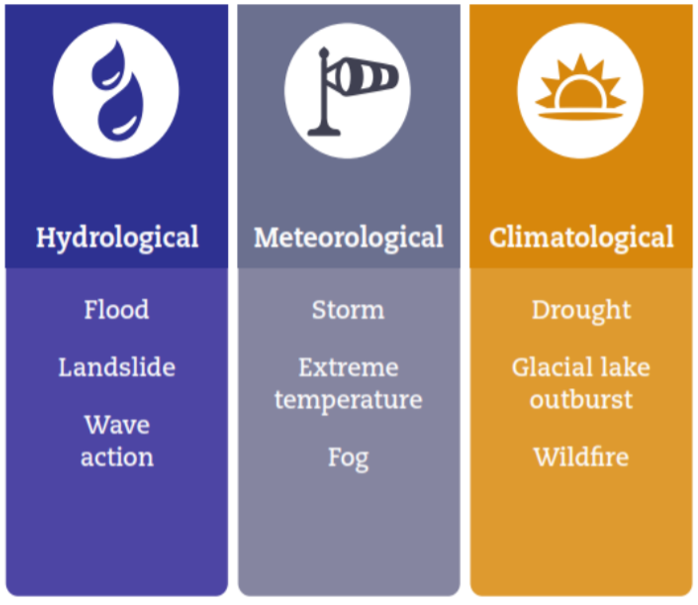 Hydrological
Flood
Landslide
Wave
action
Meteorological
Storm
Extreme
temperature
Fog
Climatological
Drought
Glacial lake
outburst
Wildfire